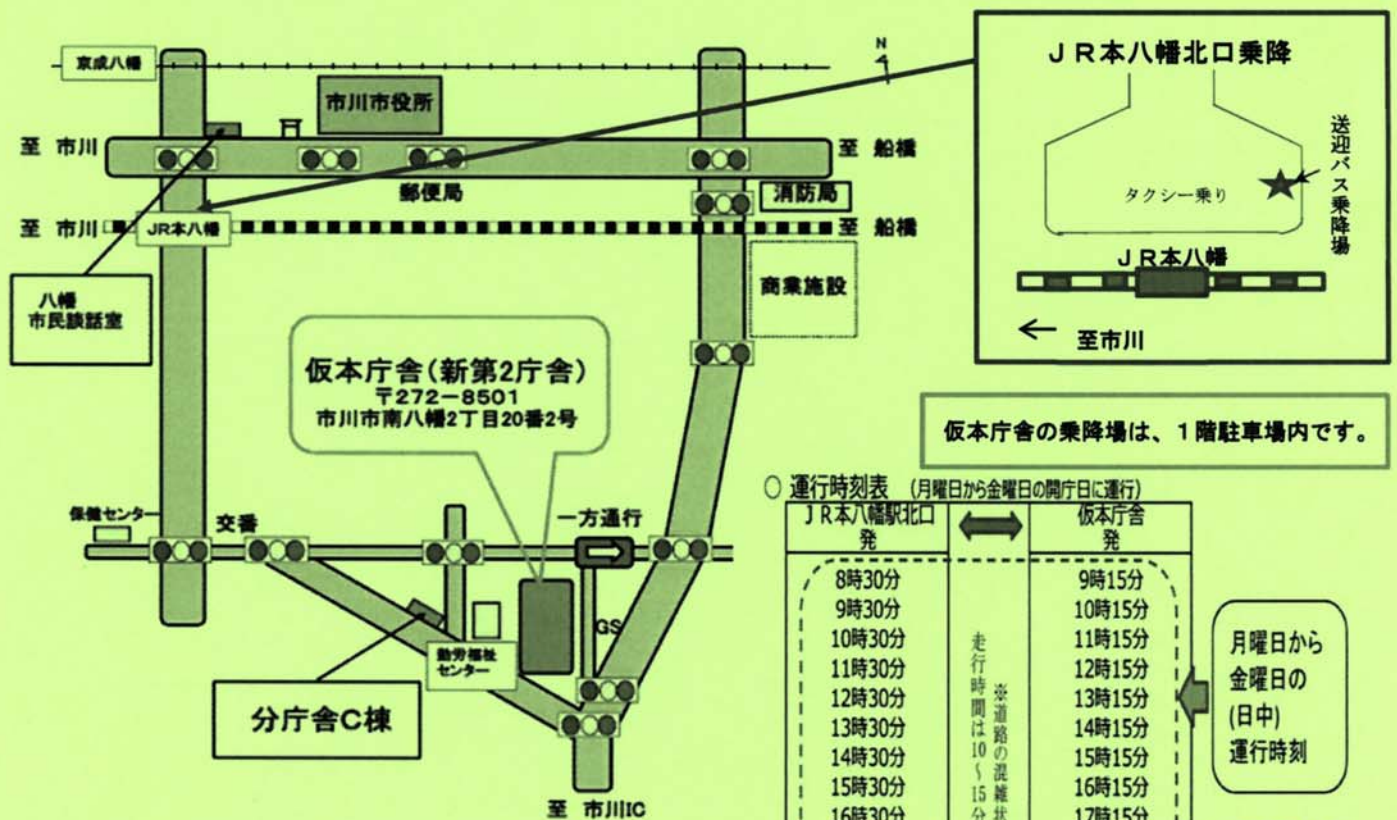 京成八幡
N
市川市役所
至 市川
至 船橋
郵便局
消防局
至 市川
JR本八幡
至 船橋
八幡
市民談話室
商業施設
仮本庁舎(新第2庁舎)
〒272-8501
市川市南八幡2丁目20番2号
保健センター
交番
一方通行
GS
勤労福祉
センター
分庁舎C棟
至 市川IC
JR本八幡北口乗降
タクシー乗り
送迎バス乗降場
JR本八幡
至市川
仮本庁舎の乗降場は、1階駐車場内です。
○ 運行時刻表 (月曜日から金曜日の開庁日に運行)
JR本八幡駅北口
発
仮本庁舎
発
8時30分 9時15分
9時30分 10時15分
10時30分 11時15分
11時30分 12時15分
12時30分 13時15分
13時30分 14時15分
14時30分 15時15分
15時30分 16時15分
16時30分 17時15分
※道路の混雑状
走行時間は10~15分
月曜日から
金曜日の
(日中)
運行時刻